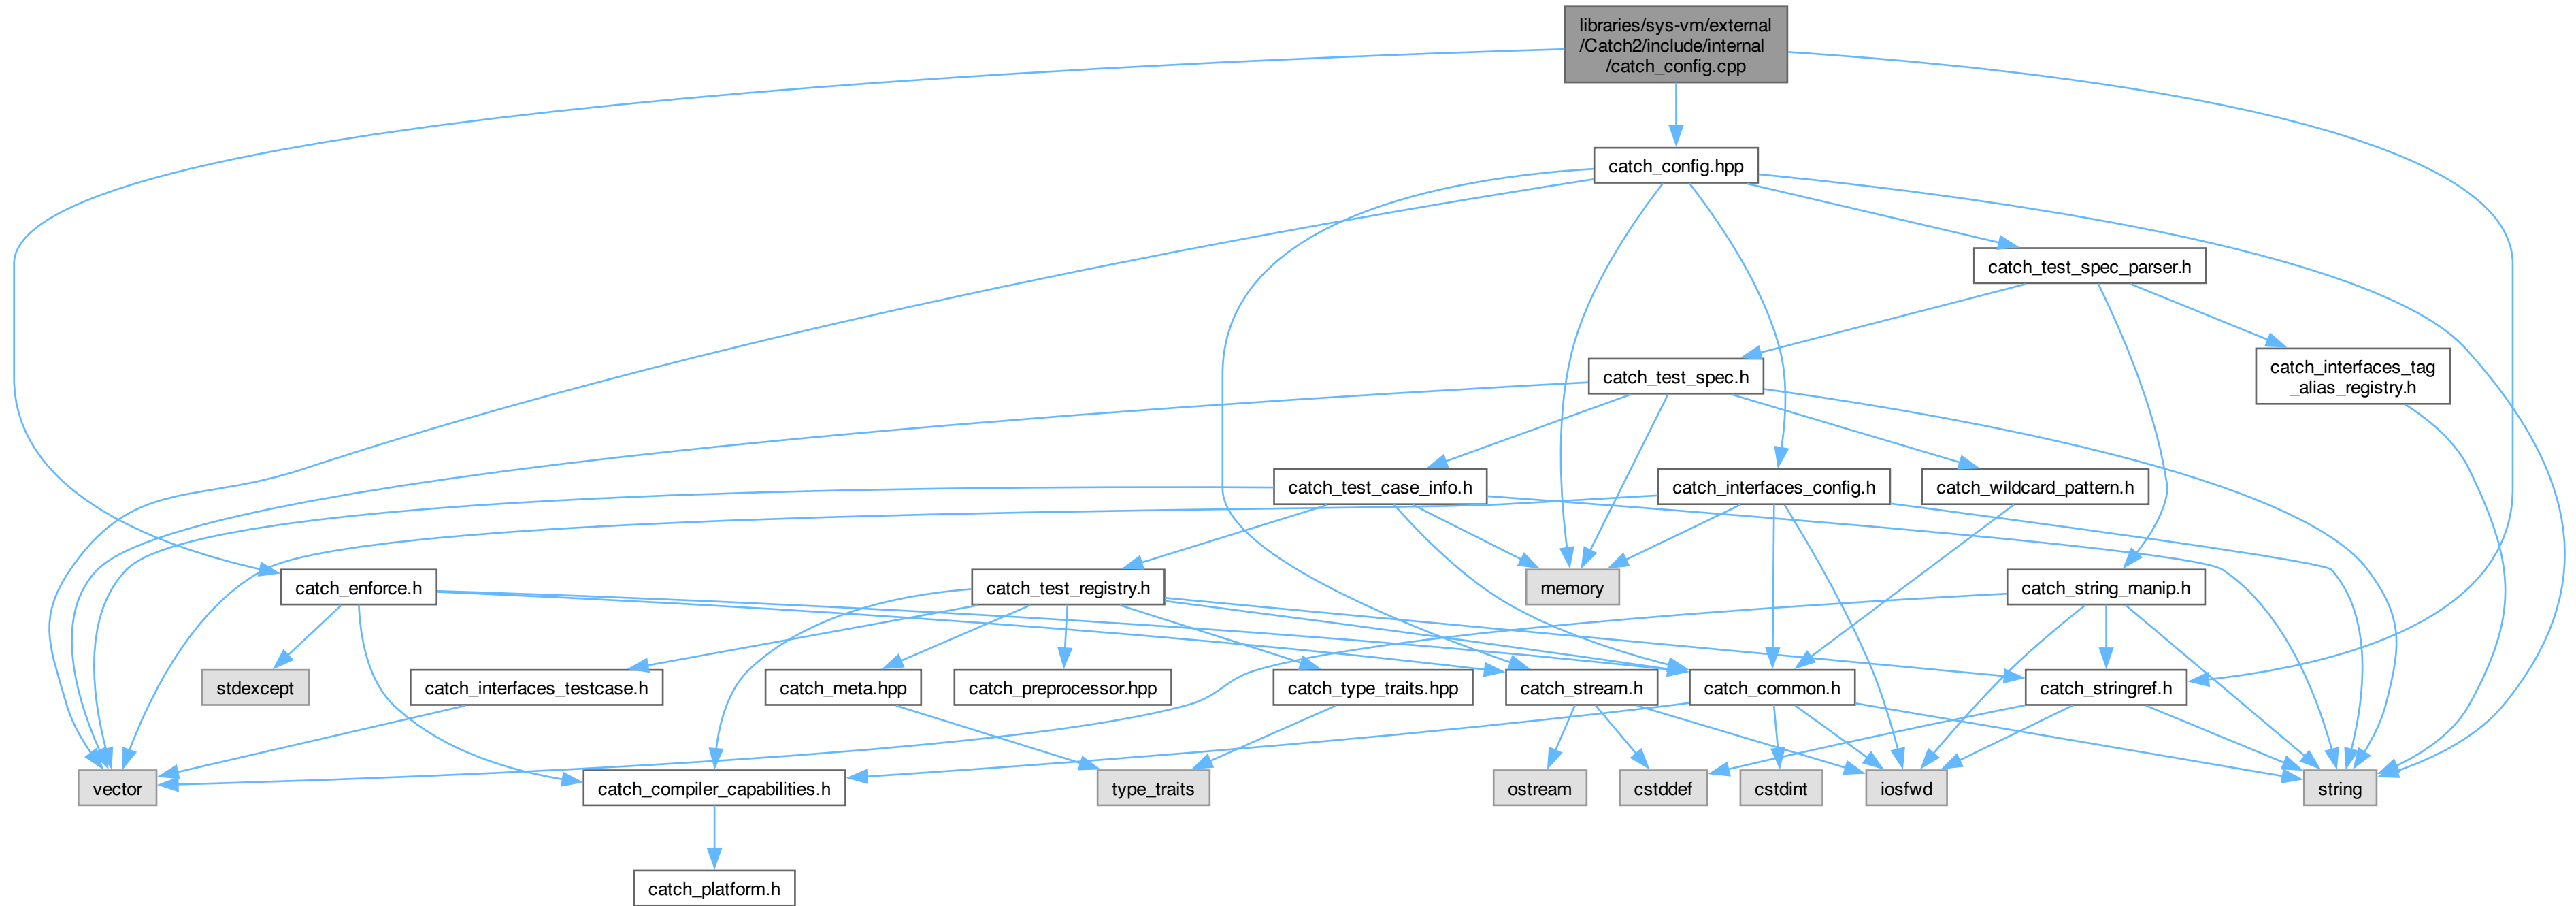 libraries/sys-vm/external
/Catch2/include/internal
/catch_config.cpp
catch_config.hpp
catch_test_spec_parser.h
catch_test_spec.h
catch_interfaces_tag
_alias_registry.h
catch_test_case_info.h
catch_interfaces_config.h
catch_wildcard_pattern.h
catch_enforce.h
catch_test_registry.h
memory
catch_string_manip.h
stdexcept
catch_interfaces_testcase.h
catch_meta.hpp
catch_preprocessor.hpp
catch_type_traits.hpp
catch_stream.h
catch_common.h
catch_stringref.h
vector
catch_compiler_capabilities.h
type_traits
ostream
cstddef
cstdint
iosfwd
string
catch_platform.h